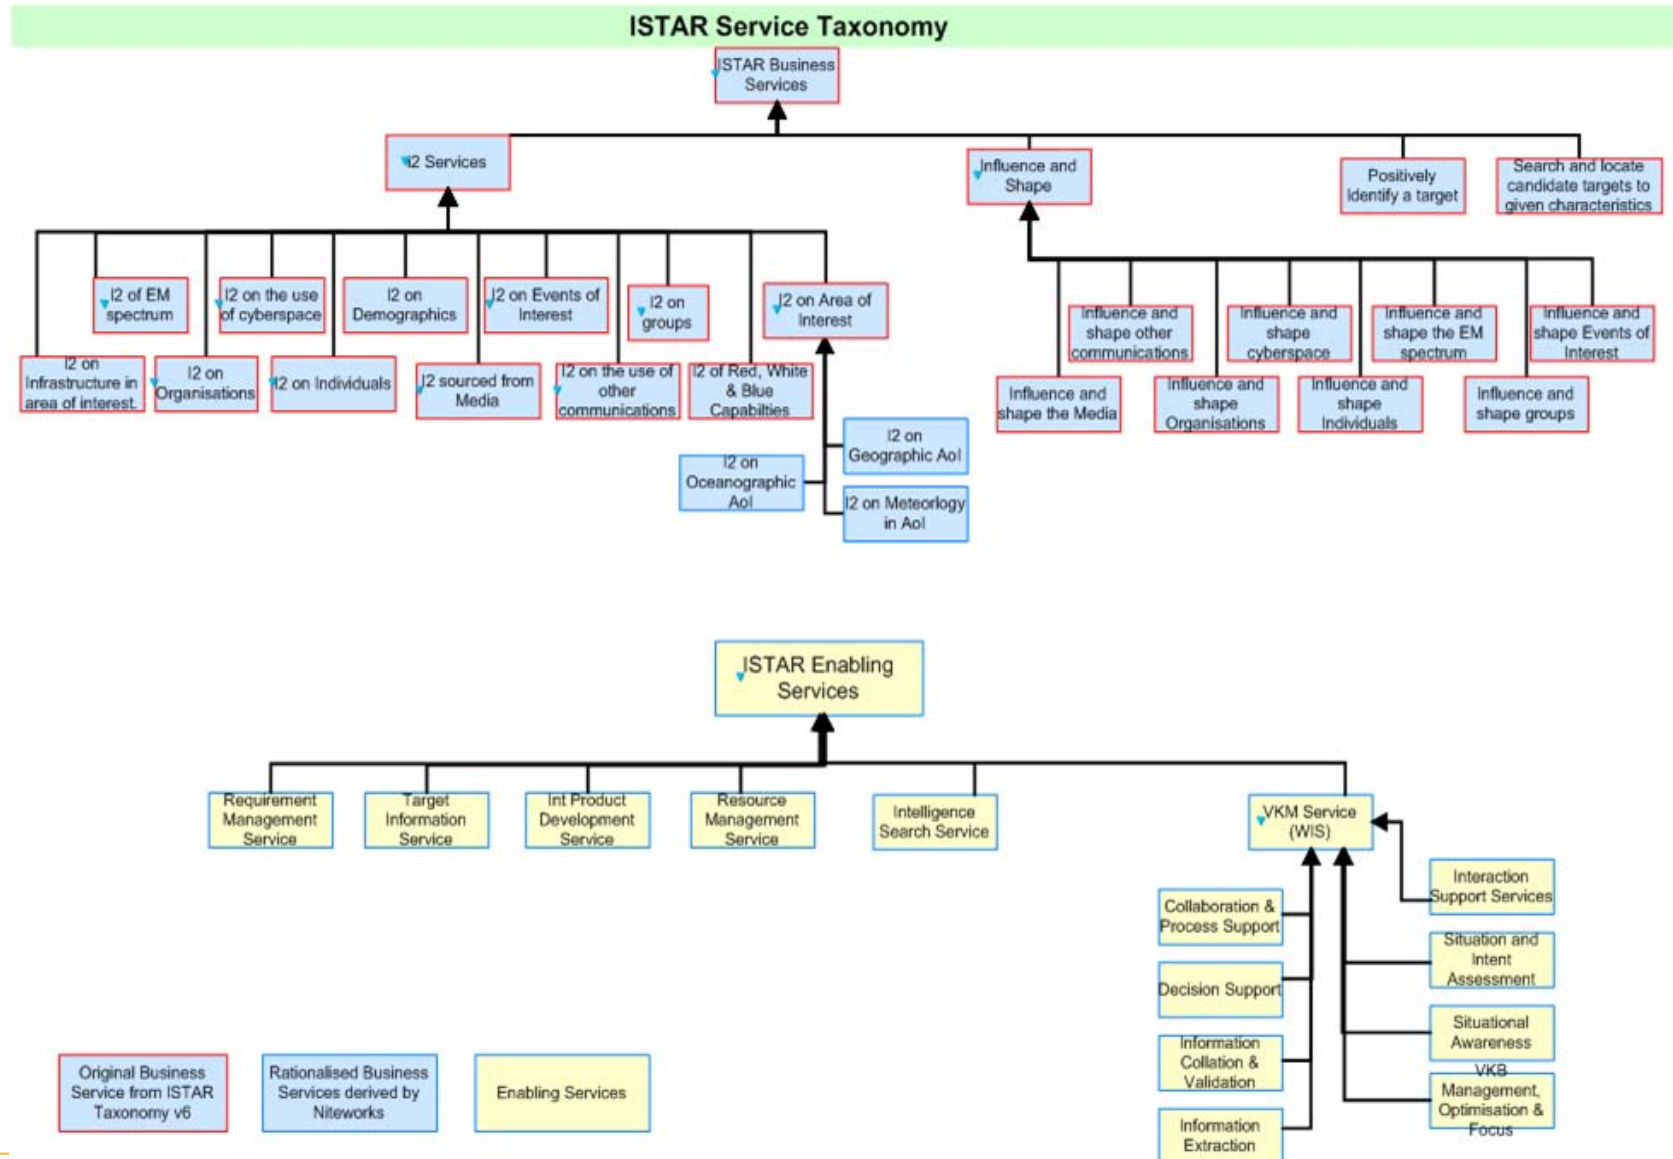 ISTAR Service Taxonomy
ISTAR Business
Services
I2 Services
Influence and
Shape
Positively
Identify a target
Search and locate
candidate targets to
given characteristics
I2 of EM
spectrum
I2 on the use
of cyberspace
I2 on
Demographics
I2 on Events of
Interest
I2 on
groups
I2 on Area of
Interest
I2 on
Infrastructure in
area of interest.
I2 on
Organisations
I2 on Individuals
I2 sourced from
Media
I2 on the use of
other
communications
I2 of Red, White
& Blue
Capabilties
I2 on
Geographic AoI
I2 on
Oceanographic
AoI
I2 on Meteorlogy
in AoI
Influence and
shape other
communications
Influence and
shape
cyberspace
Influence and
shape the EM
spectrum
Influence and
shape Events of
Interest
Influence and
shape the Media
Influence and
shape
Organisations
Influence and
shape
Individuals
Influence and
shape groups
ISTAR Enabling
Services
Requirement
Management
Service
Target
Information
Service
Int Product
Development
Service
Resource
Management
Service
Intelligence
Search Service
VKM Service
(WIS)
Collaboration &
Process Support
Decision Support
Information
Collation &
Validation
Information
Extraction
Interaction
Support Services
Situation and
Intent
Assessment
Situational
Awareness
VKB
Management,
Optimisation &
Focus
Original Business
Service from ISTAR
Taxonomy v6
Rationalised Business
Services derived by
Niteworks
Enabling Services